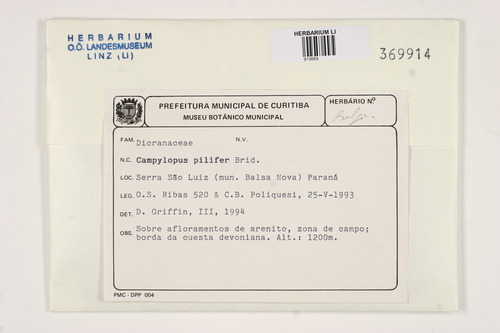 HERBARIUM
O.Ö. LANDESMUSEUM
LINZ (LI)
HERBARIUM LI
369914
PREFEITURA MUNICIPAL DE CURITIBA
MUSEU BOTÂNICO MUNICIPAL
HERBÁRIO Nº
FAM. Dicranaceae N.V.
N.C. Campylopus pilifer Brid.
LOC. Serra São Luiz (mun. Balsa Nova) Paraná
LEG. O.S. Ribas 520 & C.B. Poliquesi, 25-V-1993
DET. D. Griffin, III, 1994
OBS. Sobre afloramentos de arenito, zona de campo;
borda da cuesta devoniana. Alt.: 1200m.
PMC - DPP 004